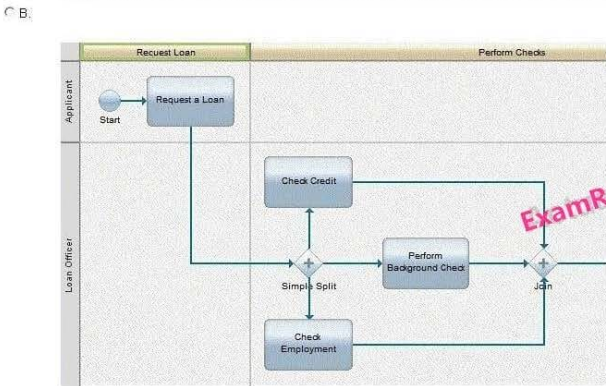 B.
Recuest Loan
Perform Checks
Applicant
Request a Loan
Start
Check Credit
ExamR
Loan Officer
Perform
Background Check
Simple Split
Join
Check
Employment